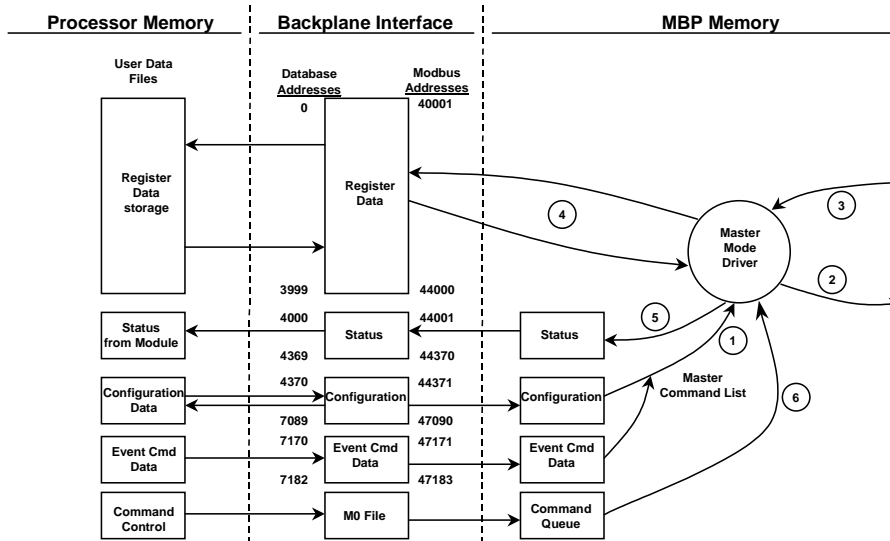 Processor Memory
Backplane Interface
MBP Memory
User Data
Files
Database
Addresses
Modbus
Addresses
0
40001
Register
Data
storage
Register
Data
4
Master
Mode
Driver
3
2
3999
44000
4000
44001
Status
from Module
Status
Status
5
1
4369
44370
4370
44371
Configuration
Data
Configuration
Configuration
Master
Command List
6
7089
47090
7170
47171
Event Cmd
Data
Event Cmd
Data
Event Cmd
Data
7182
47183
Command
Control
M0 File
Command
Queue